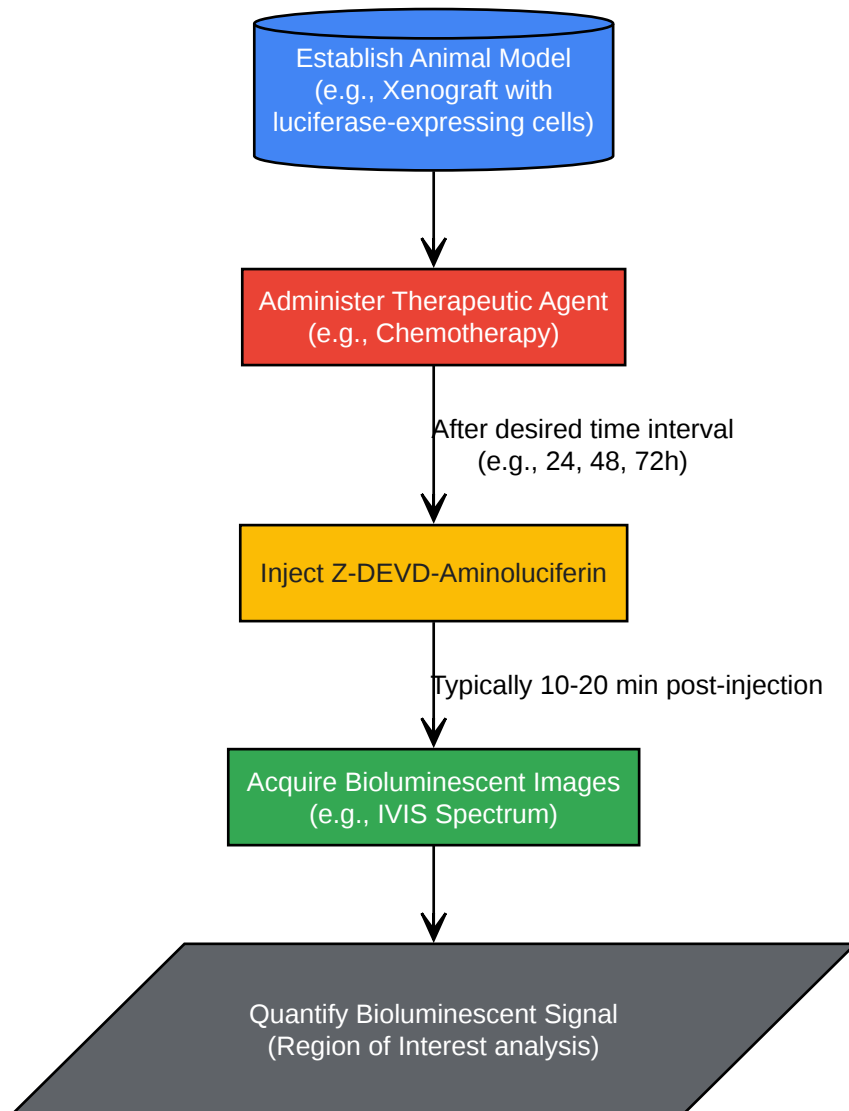 Establish Animal Model
(e.g., Xenograft with
luciferase-expressing cells)
Administer Therapeutic Agent
(e.g., Chemotherapy)
After desired time interval
(e.g., 24, 48, 72h)
Inject Z-DEVD-Aminoluciferin
Typically 10-20 min post-injection
Acquire Bioluminescent Images
(e.g., IVIS Spectrum)
Quantify Bioluminescent Signal
(Region of Interest analysis)